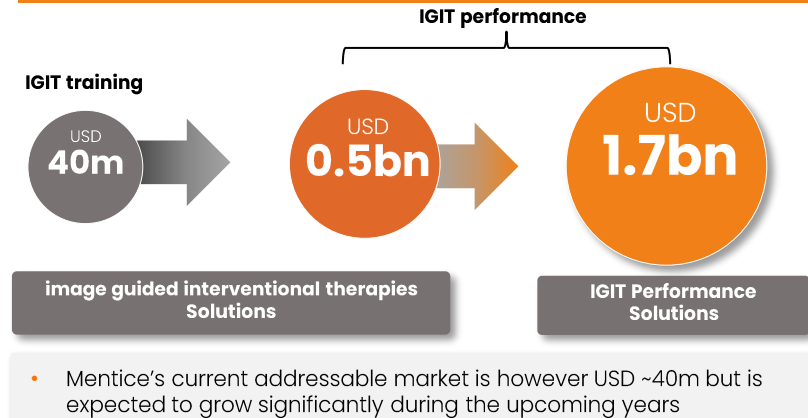 IGIT performance
IGIT training
USD
40m
USD
0.5bn
USD
1.7bn
image guided interventional therapies
Solutions
IGIT Performance
Solutions
• Mentice’s current addressable market is however USD ~40m but is
expected to grow significantly during the upcoming years